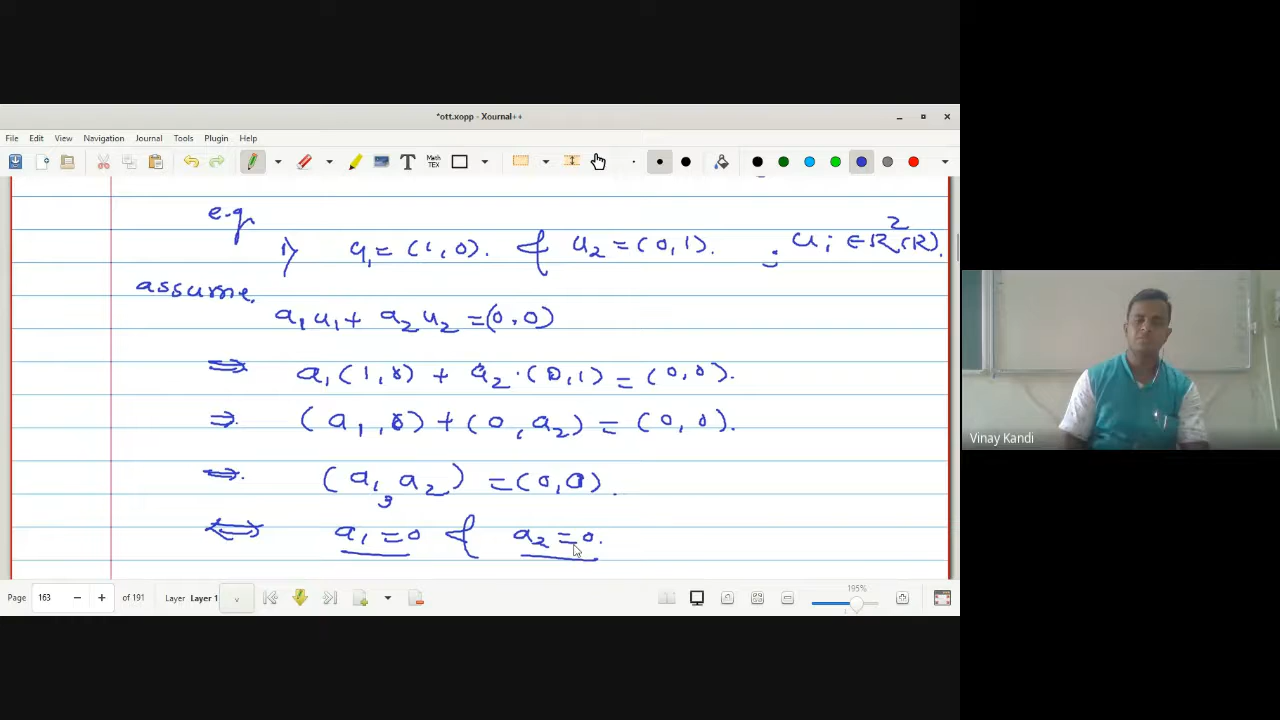 *ott.xopp - Xournal++
File Edit View Navigation Journal Tools Plugin Help
e.g.
1) u₁ = (1, 0). & u₂ = (0, 1). ; uᵢ ∈ ℝ²(ℝ).
assume.
a₁u₁ + a₂u₂ = (0, 0)
⇒ a₁(1, 0) + a₂·(0, 1) = (0, 0).
⇒ (a₁, 0) + (0, a₂) = (0, 0).
⇒ (a₁, a₂) = (0, 0).
⇔ a₁ = 0 & a₂ = 0.
Page 163 of 191 Layer Layer 1 195%
Vinay Kandi